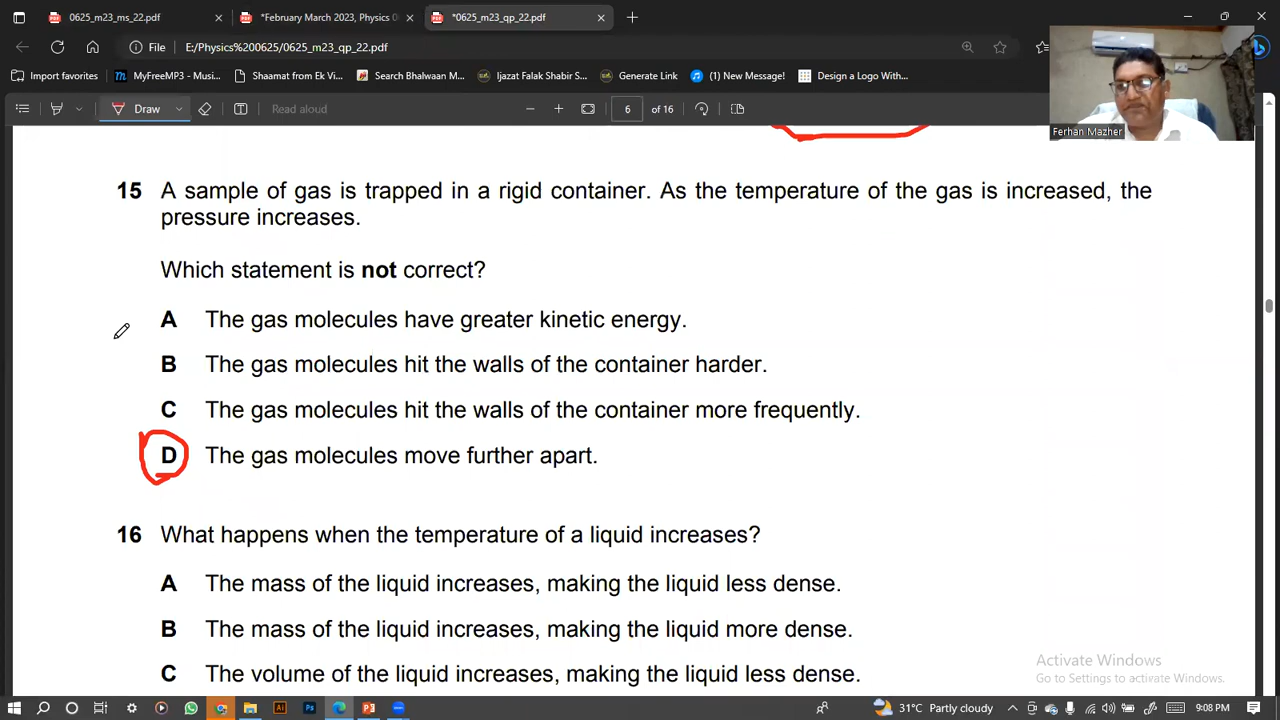 0625_m23_ms_22.pdf
*February March 2023, Physics 0
*0625_m23_qp_22.pdf
File E:/Physics%200625/0625_m23_qp_22.pdf
Import favorites MyFreeMP3 - Musi... Shaamat from Ek Vi... Search Bhalwaan M... Ijazat Falak Shabir S... Generate Link (1) New Message! Design a Logo With...
Draw Read aloud 6 of 16
Ferhan Mazher
15 A sample of gas is trapped in a rigid container. As the temperature of the gas is increased, the
pressure increases.
Which statement is not correct?
A The gas molecules have greater kinetic energy.
B The gas molecules hit the walls of the container harder.
C The gas molecules hit the walls of the container more frequently.
D The gas molecules move further apart.
16 What happens when the temperature of a liquid increases?
A The mass of the liquid increases, making the liquid less dense.
B The mass of the liquid increases, making the liquid more dense.
C The volume of the liquid increases, making the liquid less dense.
Activate Windows
Go to Settings to activate Windows.
31°C Partly cloudy 9:08 PM